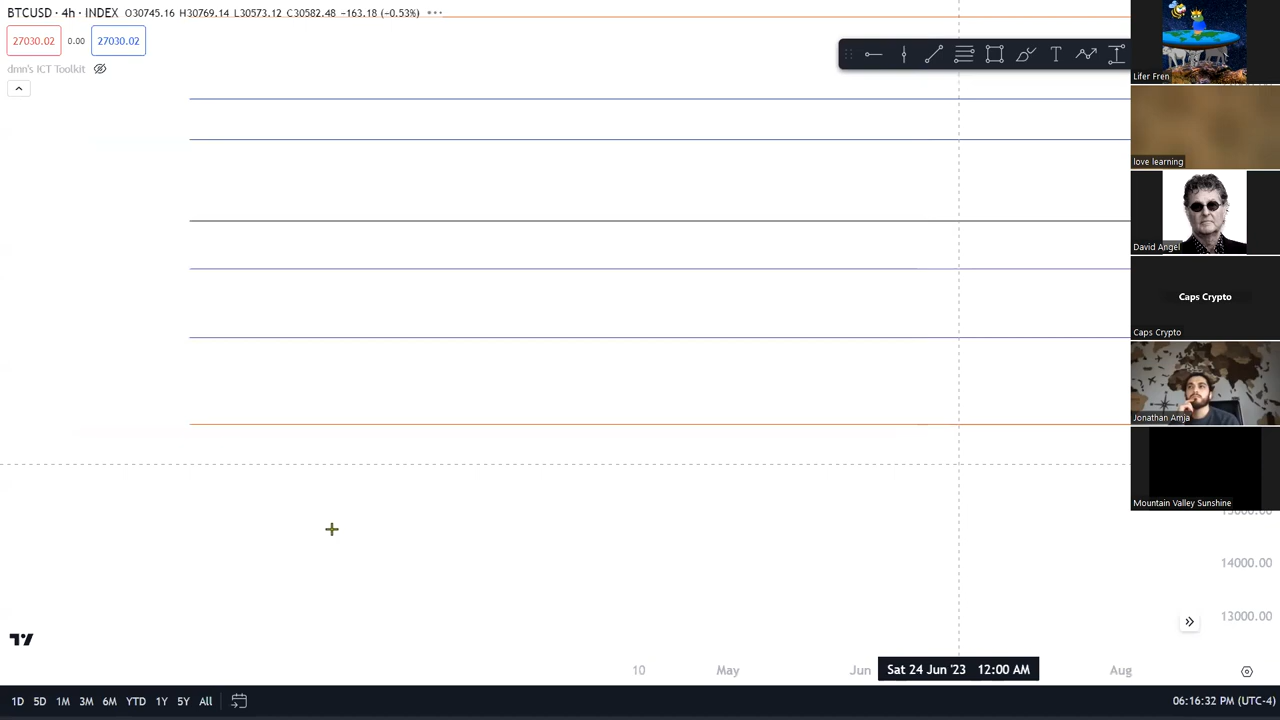 BTCUSD · 4h · INDEX O30745.16 H30769.14 L30573.12 C30582.48 −163.18 (−0.53%)
27030.02 0.00 27030.02
dmn's ICT Toolkit
Lifer Fren
love learning
David Angel
Caps Crypto
Caps Crypto
Jonathan Amja
Mountain Valley Sunshine
14000.00
13000.00
10 May Jun Sat 24 Jun '23 12:00 AM Aug
1D 5D 1M 3M 6M YTD 1Y 5Y All 06:16:32 PM (UTC-4)